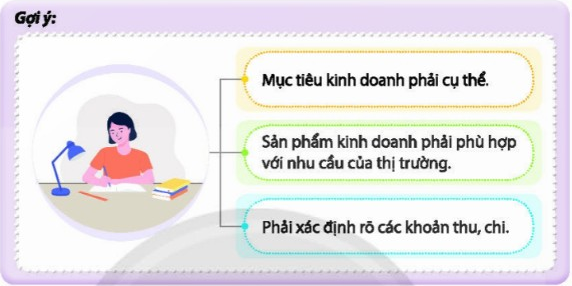 Gợi ý:
Mục tiêu kinh doanh phải cụ thể.
Sản phẩm kinh doanh phải phù hợp
với nhu cầu của thị trường.
Phải xác định rõ các khoản thu, chi.